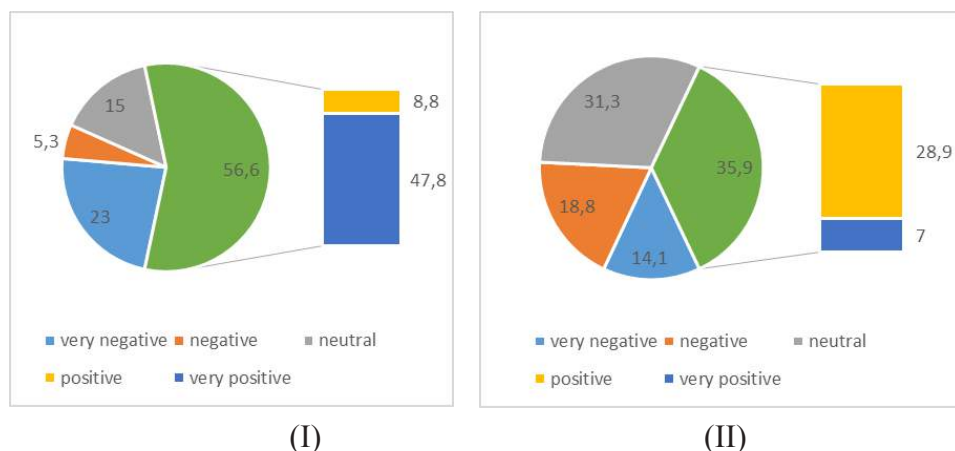 15
5,3
23
56,6
8,8
47,8
very negative negative neutral
positive very positive
(I)
31,3
18,8
14,1
35,9
28,9
7
very negative negative neutral
positive very positive
(II)